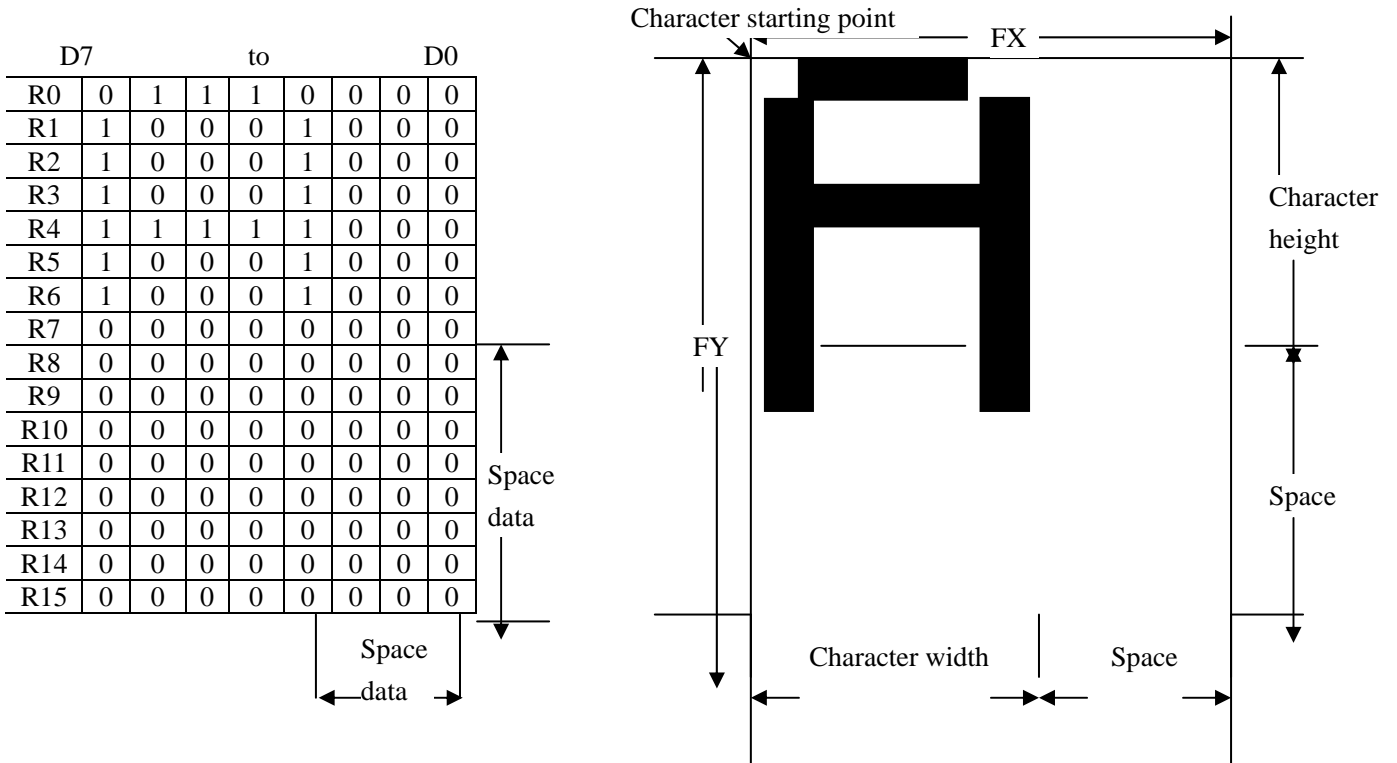 Character starting point
FX
D7 to D0
R0 0 1 1 1 0 0 0 0
R1 1 0 0 0 1 0 0 0
R2 1 0 0 0 1 0 0 0
R3 1 0 0 0 1 0 0 0
R4 1 1 1 1 1 0 0 0
R5 1 0 0 0 1 0 0 0
R6 1 0 0 0 1 0 0 0
R7 0 0 0 0 0 0 0 0
R8 0 0 0 0 0 0 0 0
R9 0 0 0 0 0 0 0 0
R10 0 0 0 0 0 0 0 0
R11 0 0 0 0 0 0 0 0
R12 0 0 0 0 0 0 0 0
R13 0 0 0 0 0 0 0 0
R14 0 0 0 0 0 0 0 0
R15 0 0 0 0 0 0 0 0
Space
data
Space
data
FY
Character
height
Space
Character width Space